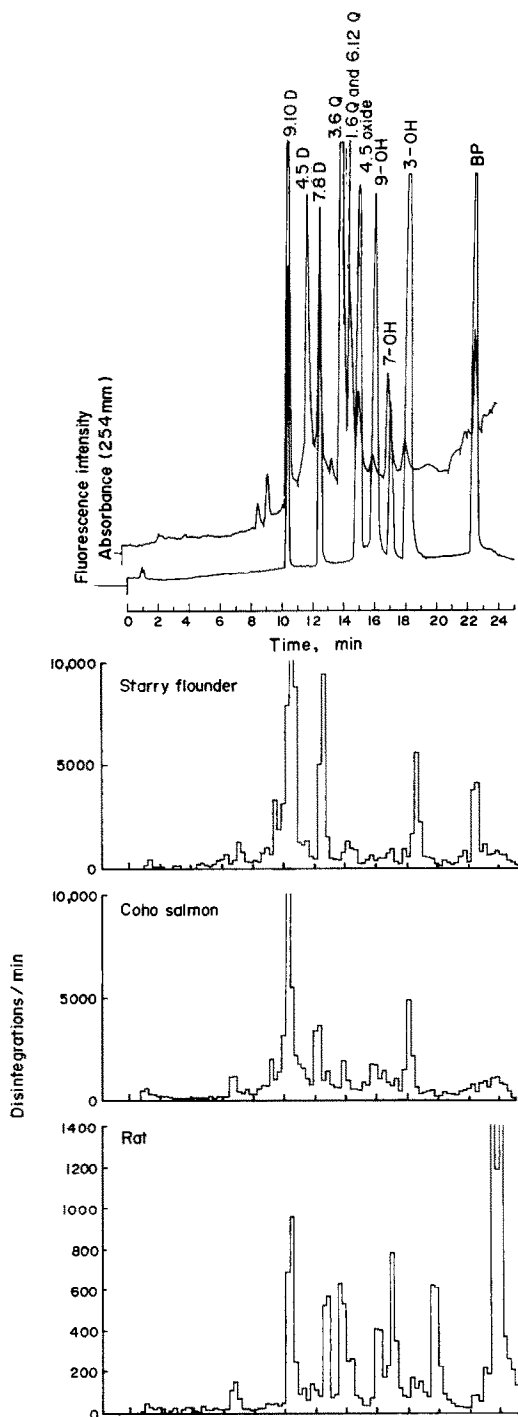 9.10 D
4.5 D
7.8 D
3.6 Q
1.6 Q and 6.12 Q
4.5 oxide
9-OH
7-OH
3-OH
BP
Fluorescence intensity
Absorbance (254 mm)
0 2 4 6 8 10 12 14 16 18 20 22 24
Time, min
Disintegrations/min
Starry flounder
10,000
5000
0
Coho salmon
10,000
5000
0
Rat
1400
1200
1000
800
600
400
200
0